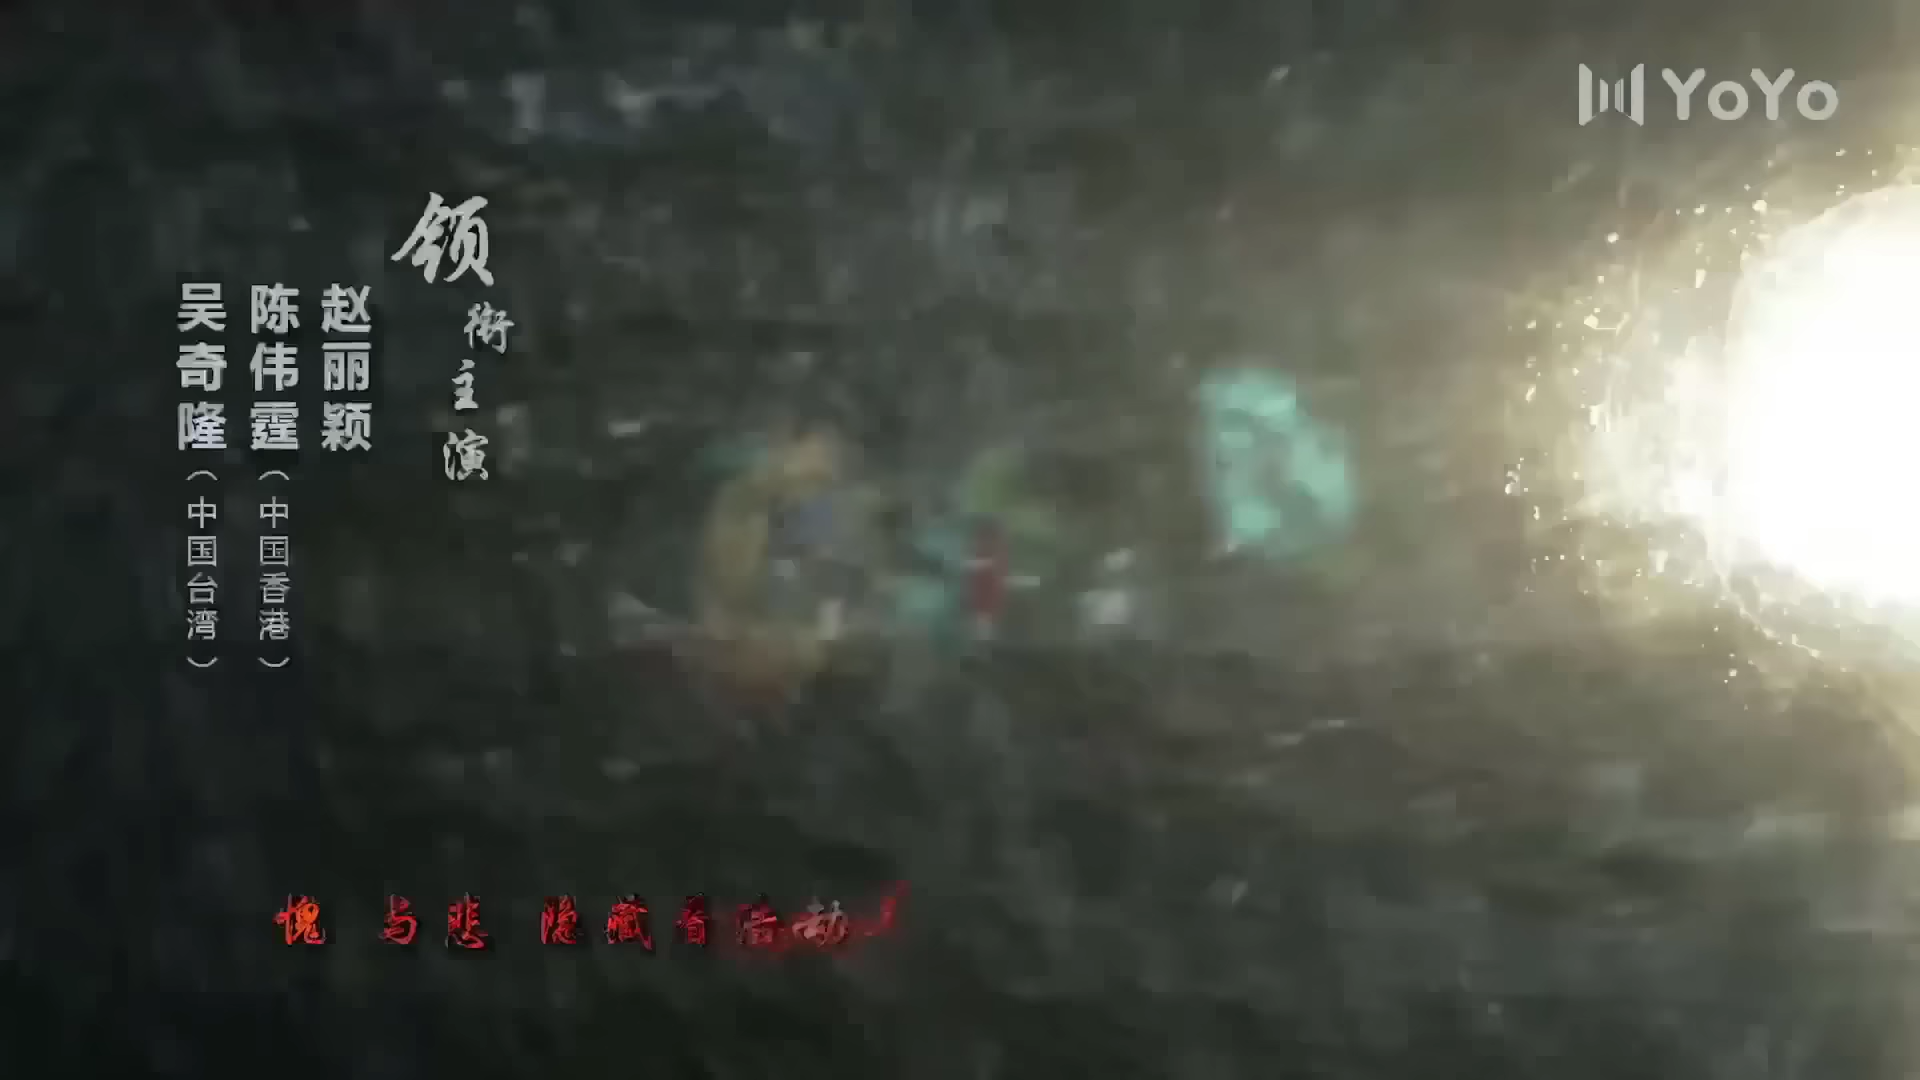 YoYo
领衔主演
赵丽颖
陈伟霆（中国香港）
吴奇隆（中国台湾）
愧 与悲 隐藏着浩劫